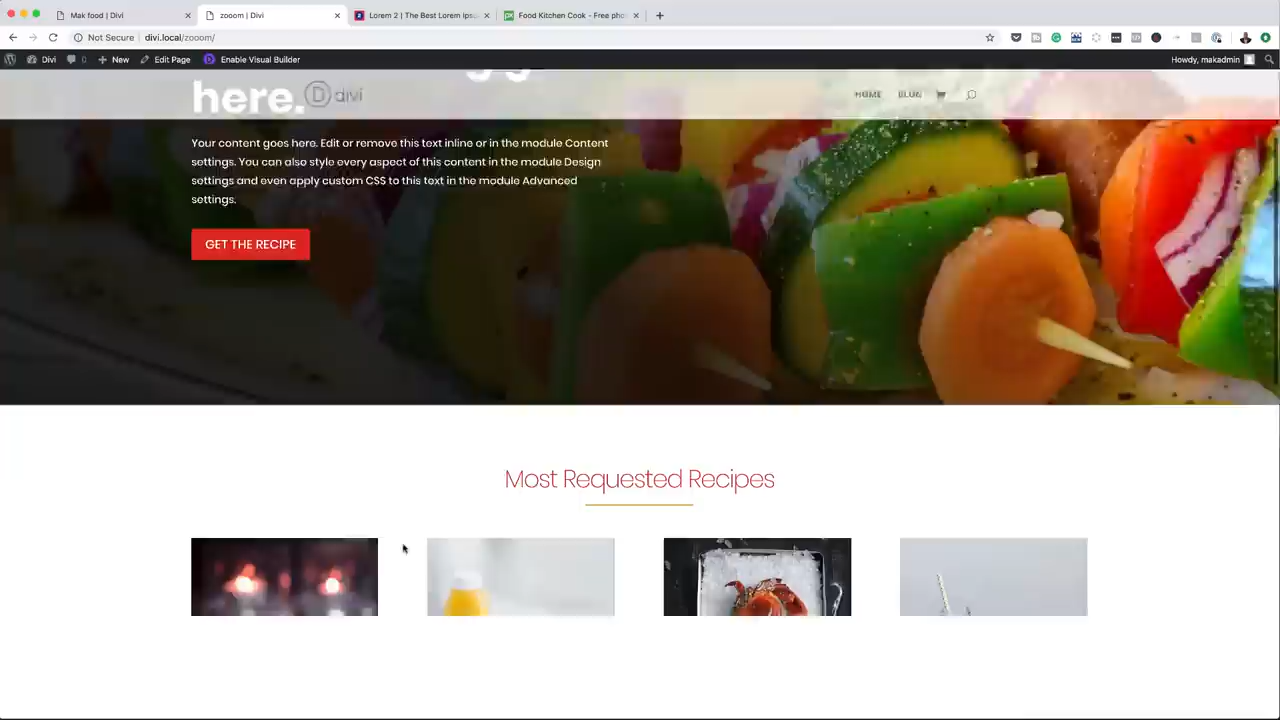 Mak food | Divi
zooom | Divi
Lorem 2 | The Best Lorem Ipsu
Food Kitchen Cook - Free pho
Not Secure
divi.local/zooom/
Divi
0
New
Edit Page
Enable Visual Builder
Howdy, makadmin
here.
divi
HOME
BLOG
Your content goes here. Edit or remove this text inline or in the module Content
settings. You can also style every aspect of this content in the module Design
settings and even apply custom CSS to this text in the module Advanced
settings.
GET THE RECIPE
Most Requested Recipes